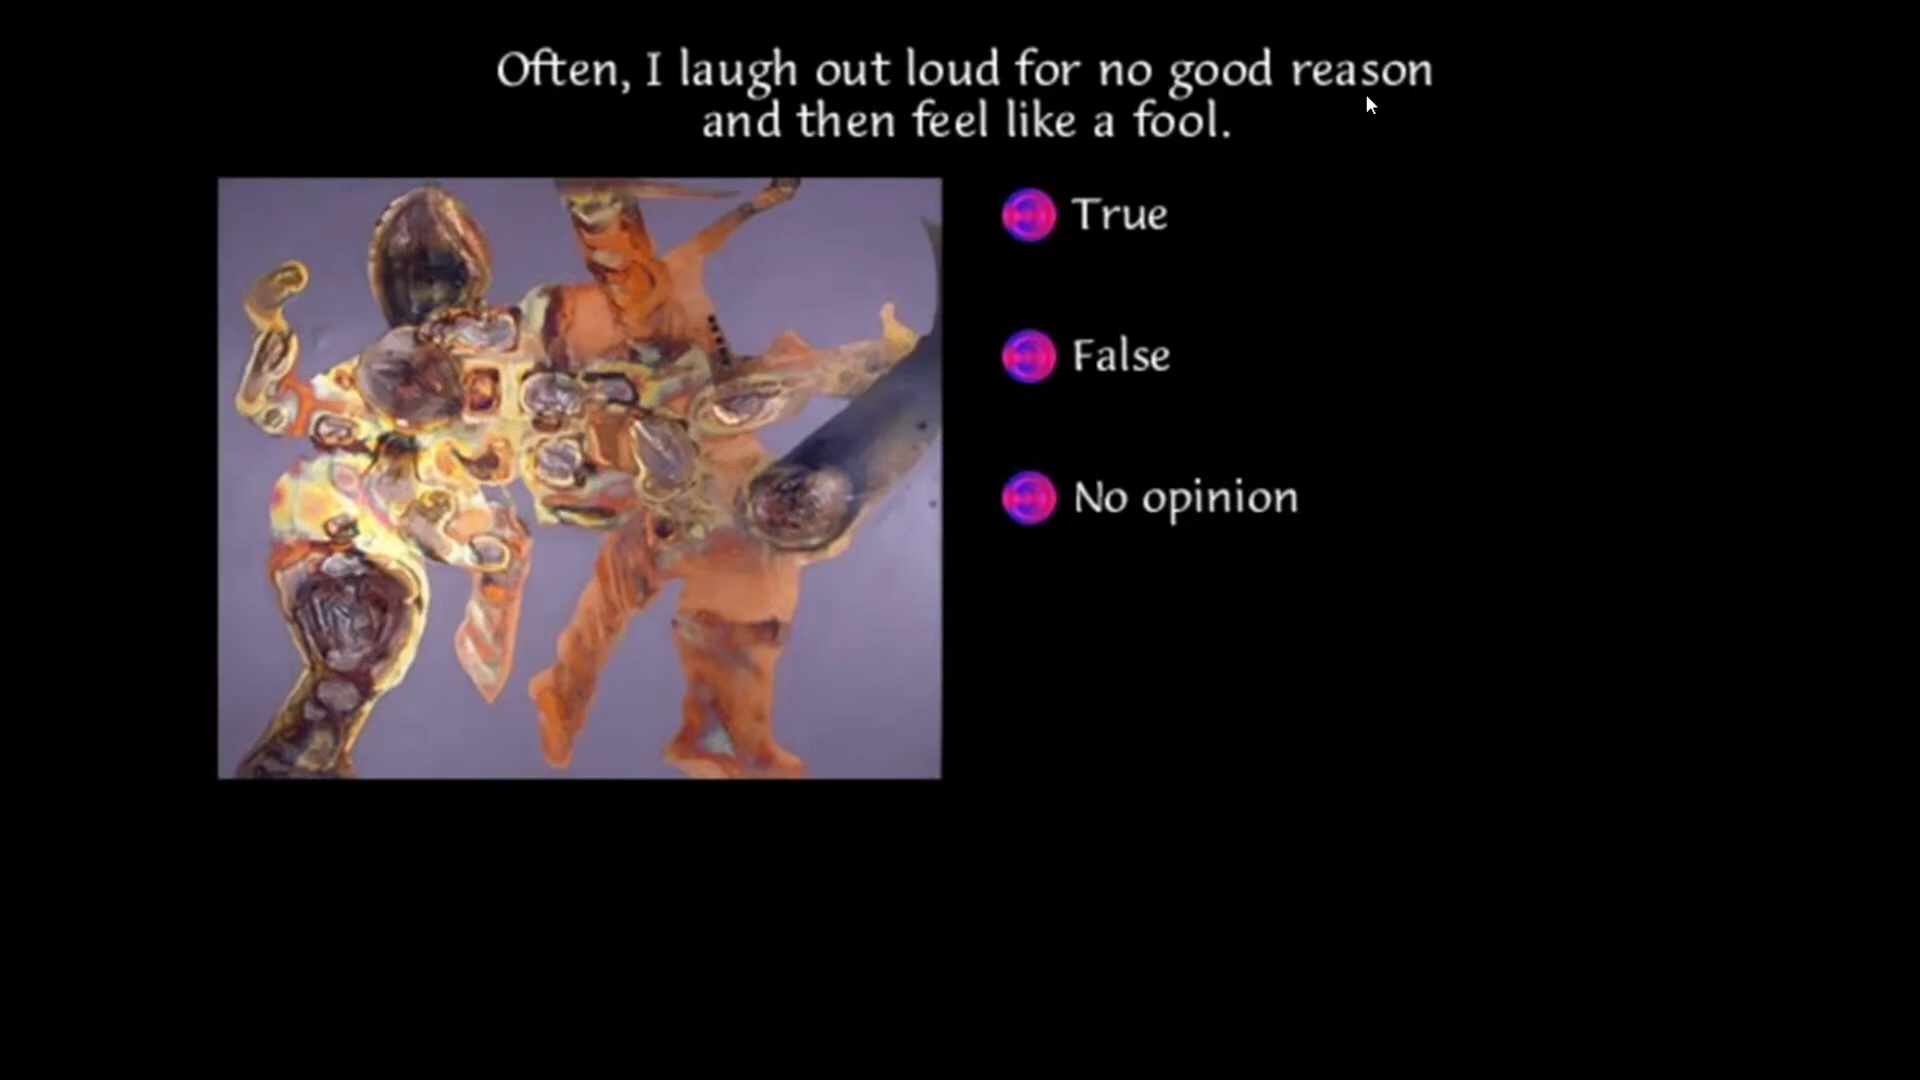 Often, I laugh out loud for no good reason
and then feel like a fool.
True
False
No opinion